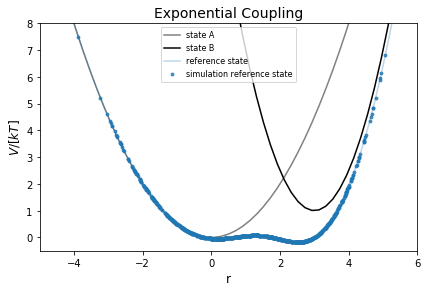 Exponential Coupling
8
7
6
5
4
3
2
1
0
V/[kT]
state A
state B
reference state
simulation reference state
−4
−2
0
2
4
6
r